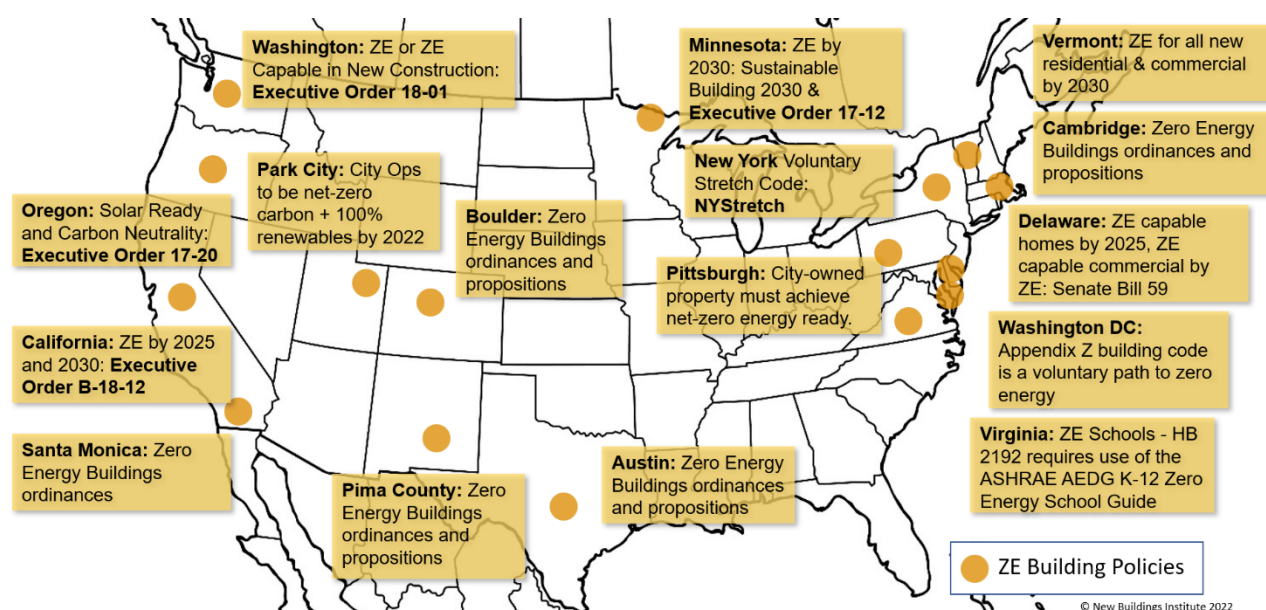 Washington: ZE or ZE
Capable in New Construction:
Executive Order 18-01
Minnesota: ZE by
2030: Sustainable
Building 2030 &
Executive Order 17-12
Vermont: ZE for all new
residential & commercial
by 2030
Cambridge: Zero Energy
Buildings ordinances and
propositions
New York Voluntary
Stretch Code:
NYStretch
Park City: City Ops
to be net-zero
carbon + 100%
renewables by 2022
Oregon: Solar Ready
and Carbon Neutrality:
Executive Order 17-20
Boulder: Zero
Energy Buildings
ordinances and
propositions
Pittsburgh: City-owned
property must achieve
net-zero energy ready.
Delaware: ZE capable
homes by 2025, ZE
capable commercial by
ZE: Senate Bill 59
California: ZE by 2025
and 2030: Executive
Order B-18-12
Washington DC:
Appendix Z building code
is a voluntary path to zero
energy
Santa Monica: Zero
Energy Buildings
ordinances
Pima County: Zero
Energy Buildings
ordinances and
propositions
Austin: Zero Energy
Buildings ordinances
and propositions
Virginia: ZE Schools - HB
2192 requires use of the
ASHRAE AEDG K-12 Zero
Energy School Guide
ZE Building Policies
© New Buildings Institute 2022